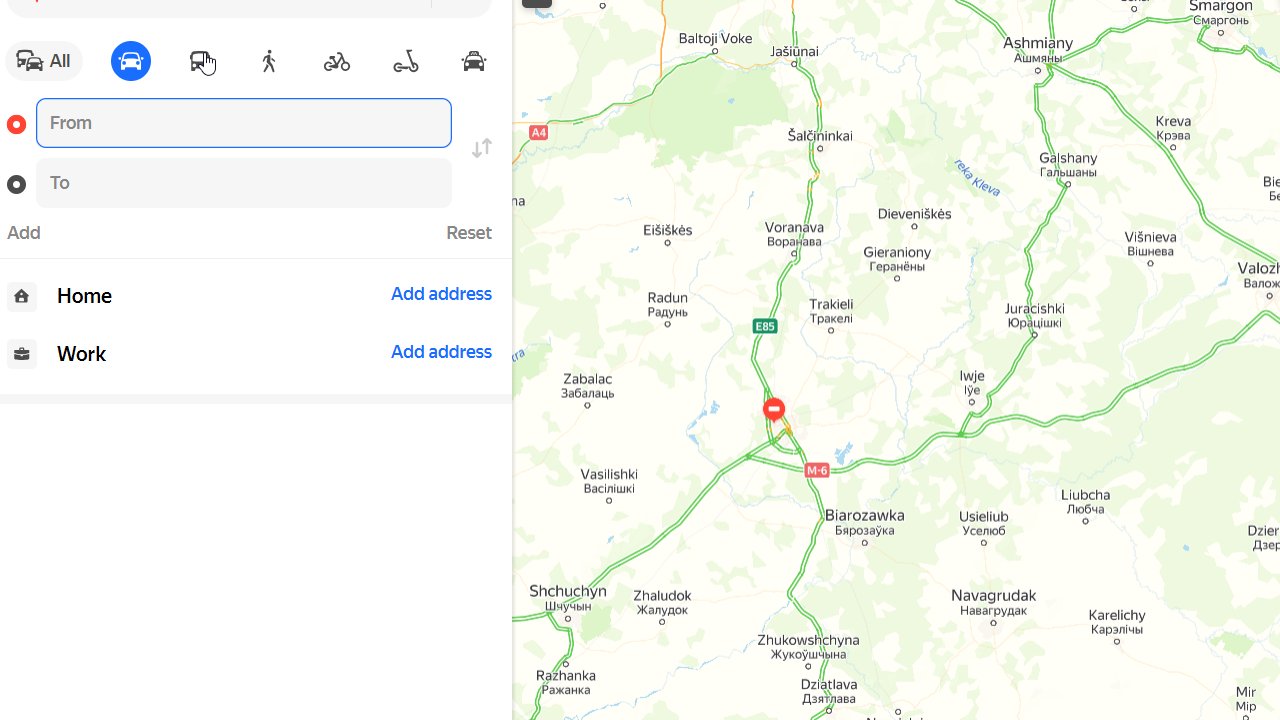 All
From
To
Add
Reset
Home
Add address
Work
Add address
Smargon
Смаргонь
Baltoji Voke
Jašiūnai
Ashmiany
Ашмяны
A4
Šalčininkai
Kreva
Крэва
Galshany
Гальшаны
reka Kleva
Dieveniškės
Eišiškės
Voranava
Воранава
Gieraniony
Геранёны
Višnieva
Вішнева
Radun
Радунь
Trakieli
Тракелі
Juracishki
Юрацішкі
E85
Zabalac
Забалаць
Iwje
Іўе
M-6
Vasilishki
Васілішкі
Biarozawka
Бярозаўка
Usieliub
Уселюб
Liubcha
Любча
Shchuchyn
Шчучын
Zhaludok
Жалудок
Navagrudak
Навагрудак
Karelichy
Карэлічы
Zhukowshchyna
Жукоўшчына
Razhanka
Ражанка
Dziatlava
Дзятлава
Mir
Мір